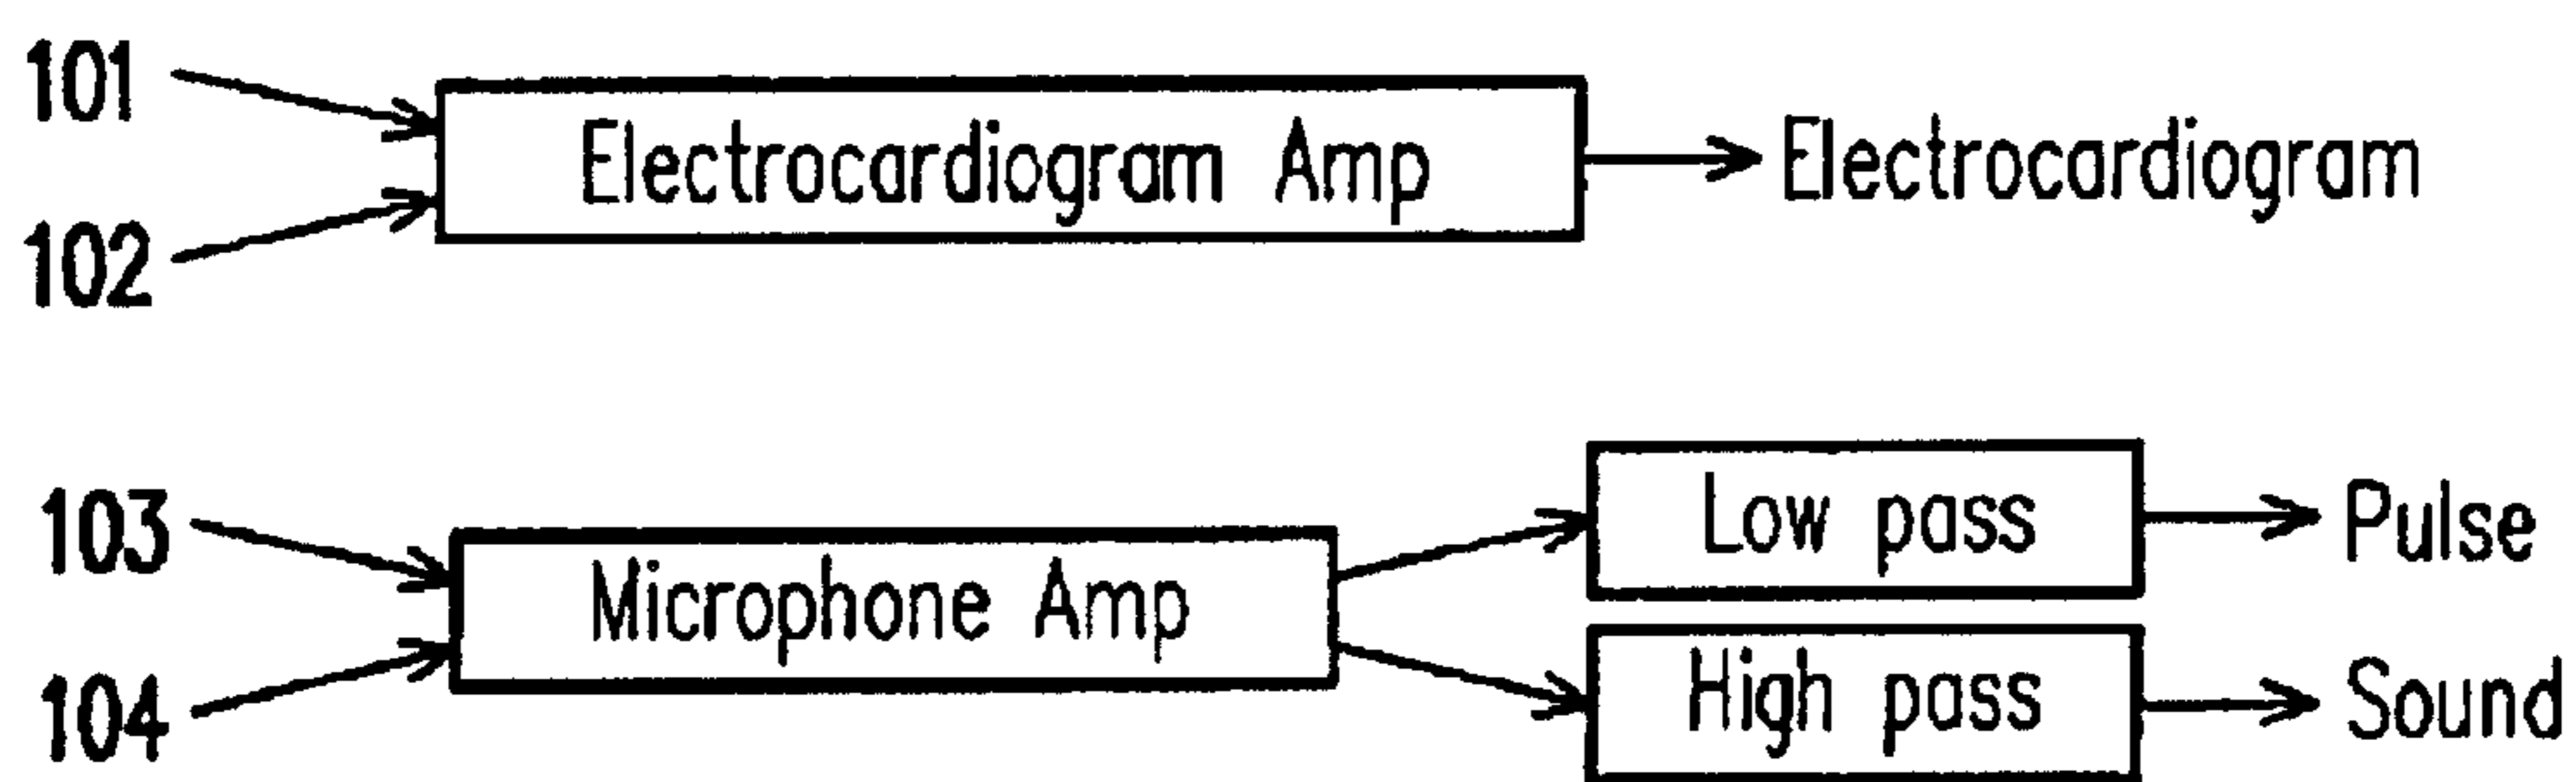 101
102
Electrocardiogram Amp
Electrocardiogram
103
104
Microphone Amp
Low pass
Pulse
High pass
Sound